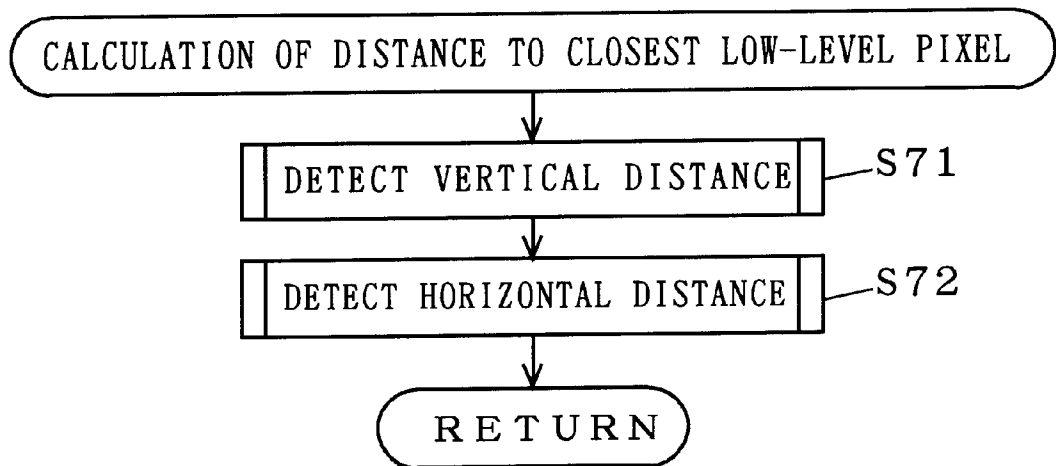 CALCULATION OF DISTANCE TO CLOSEST LOW-LEVEL PIXEL
DETECT VERTICAL DISTANCE
S71
DETECT HORIZONTAL DISTANCE
S72
RETURN